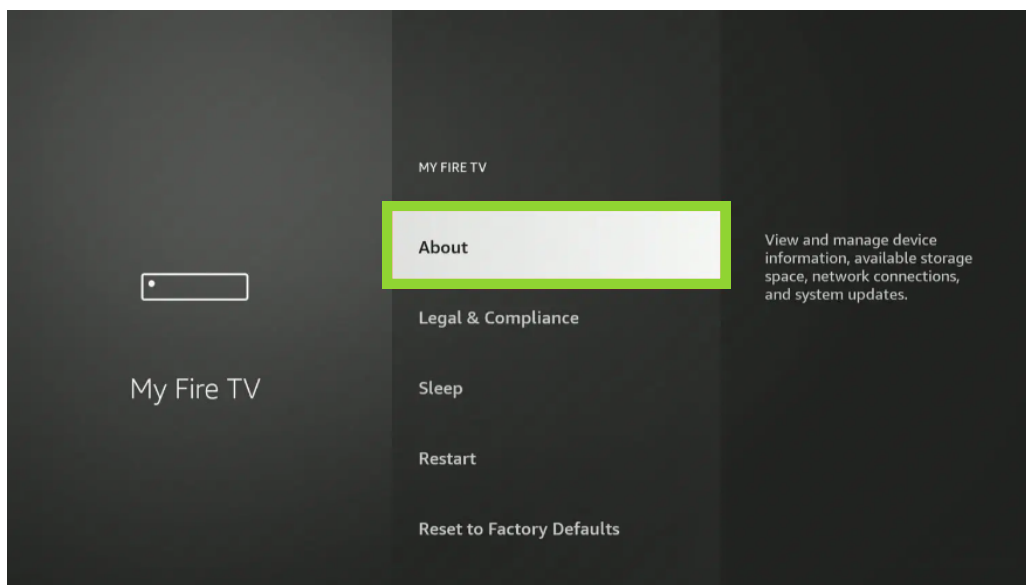 MY FIRE TV
About
Legal & Compliance
Sleep
Restart
Reset to Factory Defaults
My Fire TV
View and manage device
information, available storage
space, network connections,
and system updates.